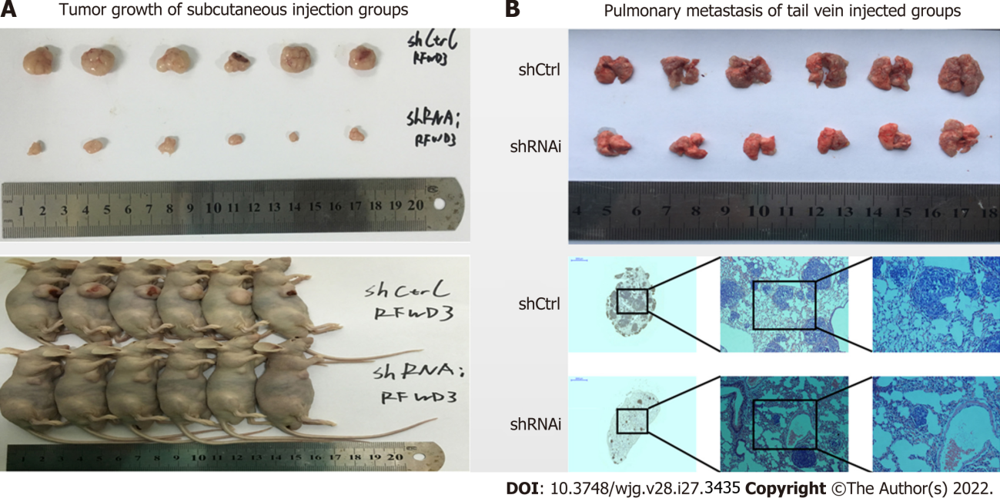 A Tumor growth of subcutaneous injection groups
shCtrl
RFWD3
shRNAi
RFWD3
1 2 3 4 5 6 7 8 9 10 11 12 13 14 15 16 17 18 19 20
shCtrl
RFWD3
shRNAi
RFWD3
1 2 3 4 5 6 7 8 9 10 11 12 13 14 15 16 17 18 19 20
B Pulmonary metastasis of tail vein injected groups
shCtrl
shRNAi
4 5 6 7 8 9 10 11 12 13 14 15 16 17 18
shCtrl
shRNAi
DOI: 10.3748/wjg.v28.i27.3435 Copyright ©The Author(s) 2022.